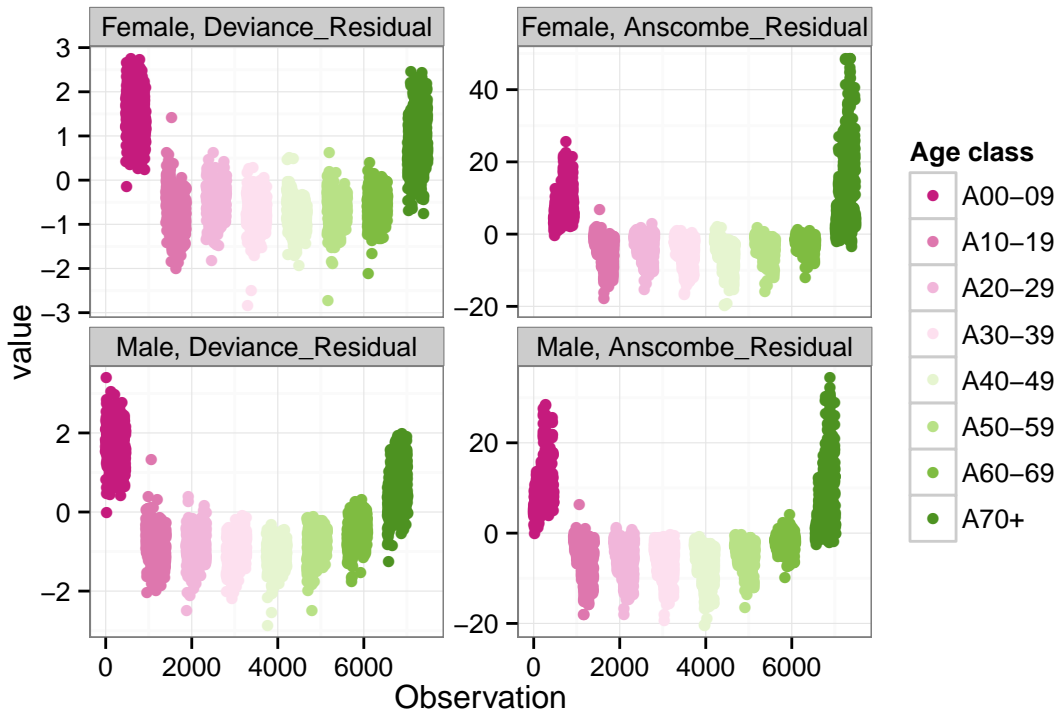 Female, Deviance_Residual
Female, Anscombe_Residual
3
2
1
0
−1
−2
−3
40
20
0
−20
Male, Deviance_Residual
Male, Anscombe_Residual
2
0
−2
20
0
−20
0 2000 4000 6000
0 2000 4000 6000
value
Observation
Age class
A00−09
A10−19
A20−29
A30−39
A40−49
A50−59
A60−69
A70+